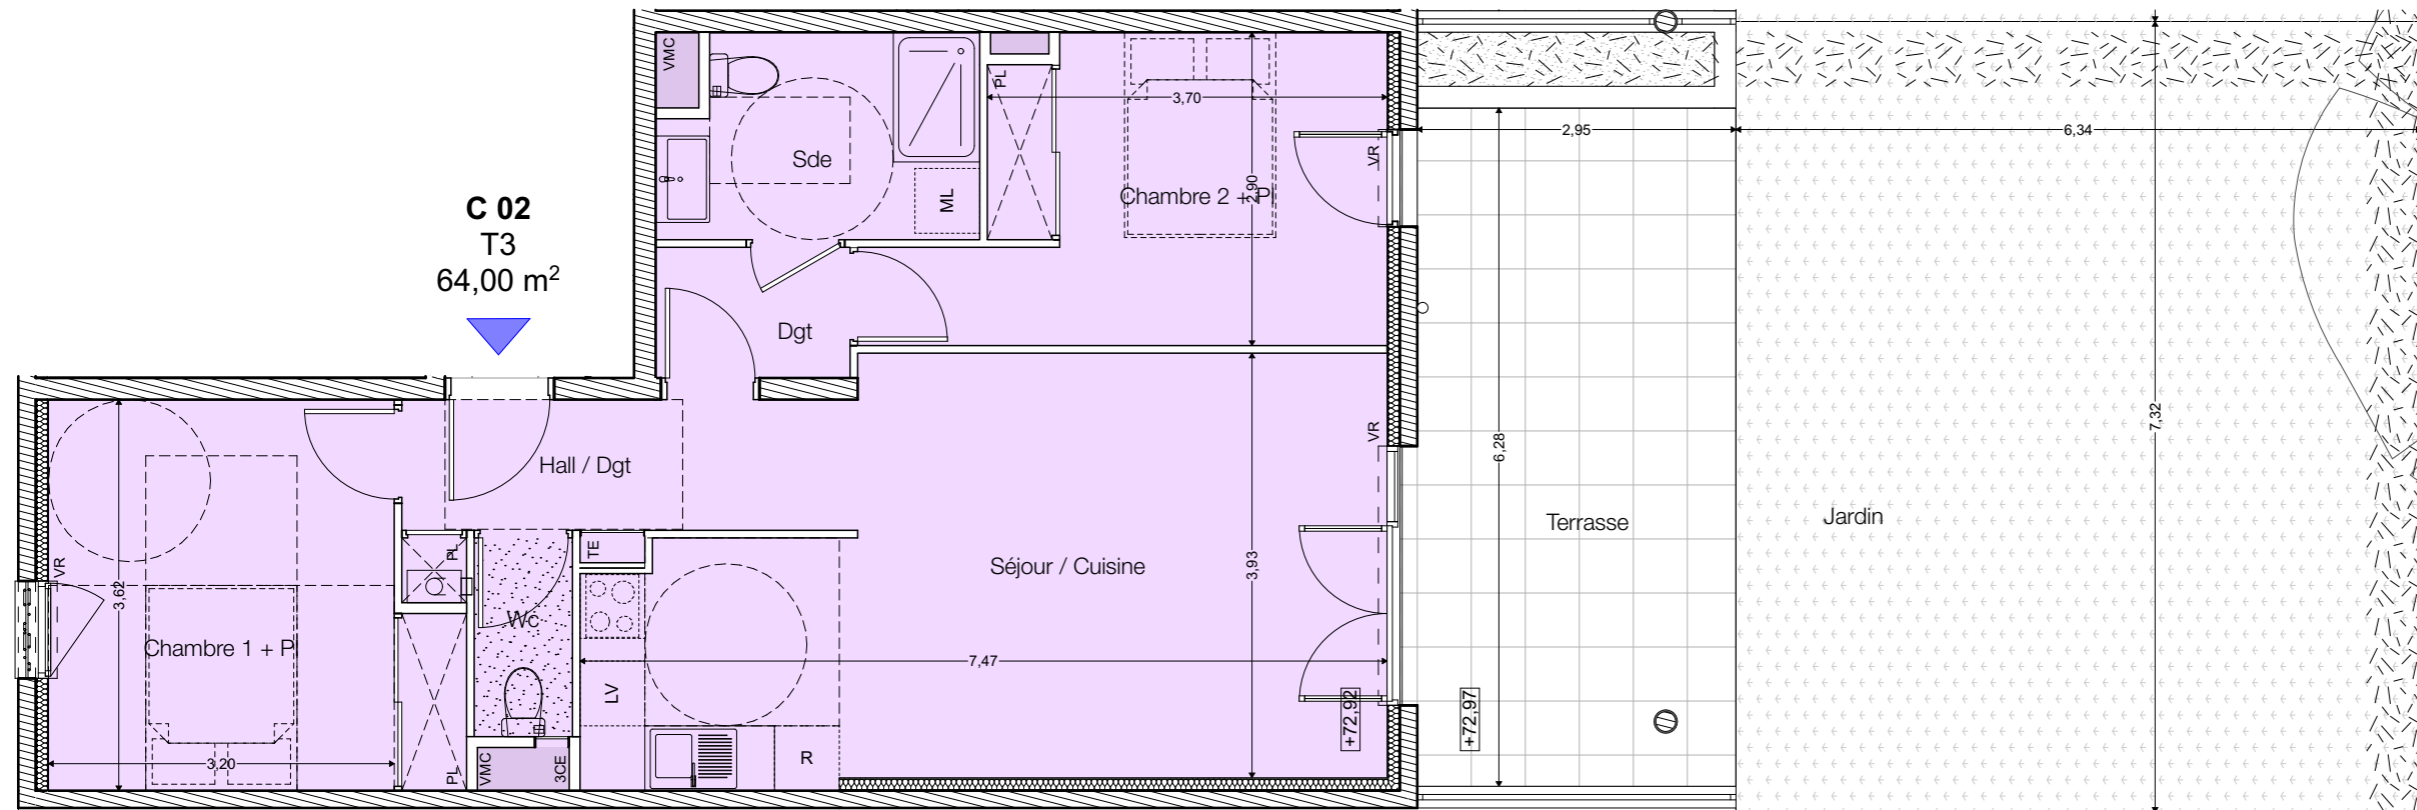 VMC
PL
3,70
2,95
6,34
Sde
VR
ML
2,90
Chambre 2 + Pl
C 02
T3
64,00 m²
Dgt
7,32
VR
6,28
Hall / Dgt
Terrasse
Jardin
PL
TE
VR
3,62
Séjour / Cuisine
3,93
Wc
Chambre 1 + Pl
7,47
LV
+72,92
+72,97
3,20
PL
VMC
3CE
R